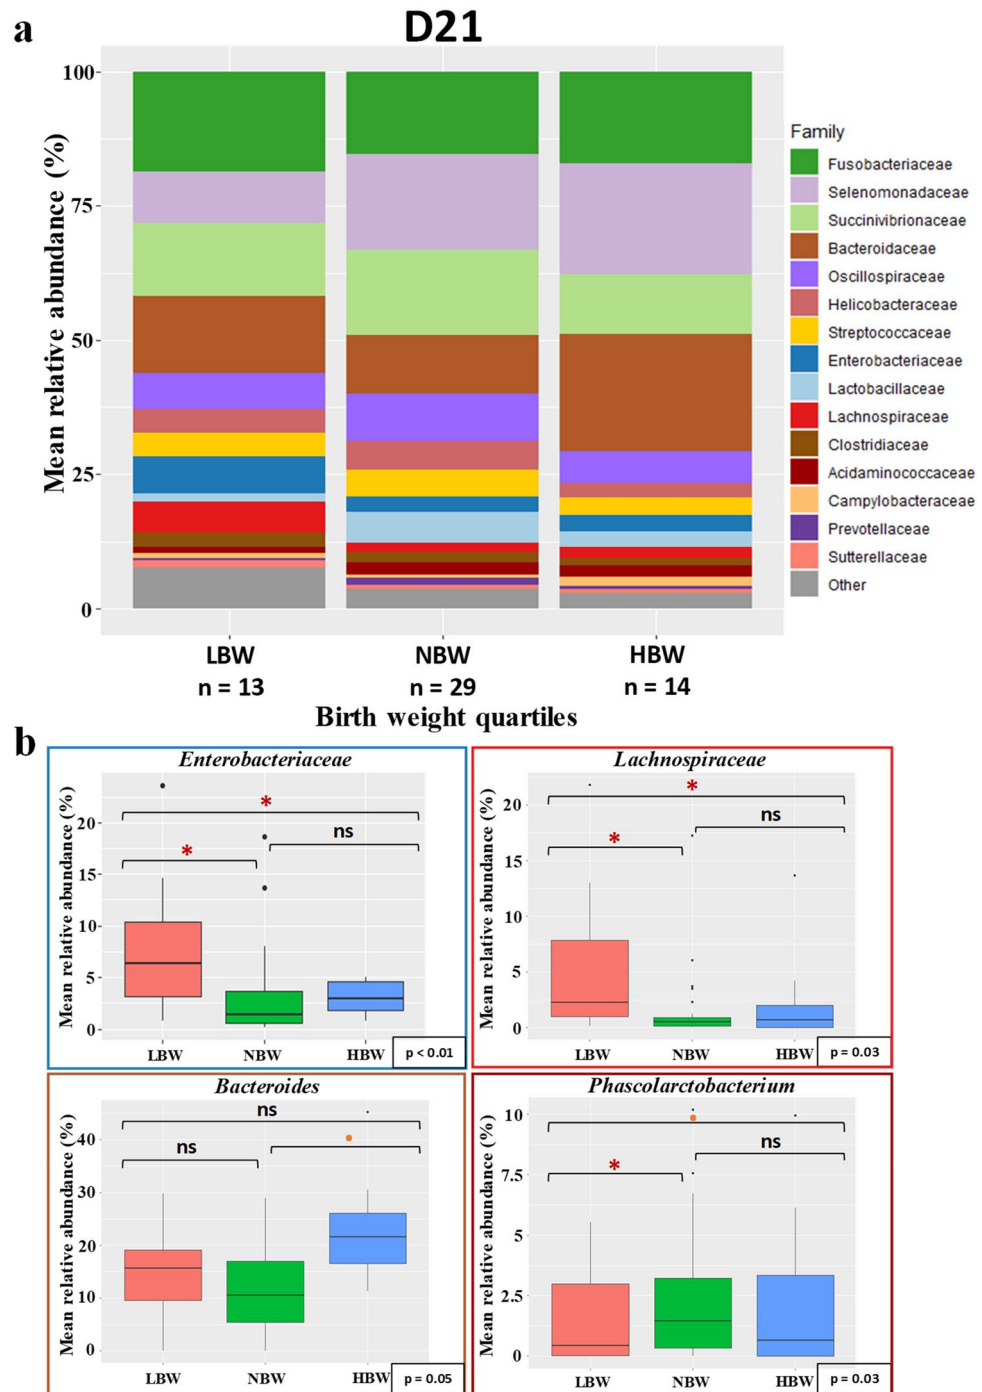 a
D21
Mean relative abundance (%)
100
75
50
25
0
LBW
n = 13
NBW
n = 29
HBW
n = 14
Birth weight quartiles
Family
Fusobacteriaceae
Selenomonadaceae
Succinivibrionaceae
Bacteroidaceae
Oscillospiraceae
Helicobacteraceae
Streptococcaceae
Enterobacteriaceae
Lactobacillaceae
Lachnospiraceae
Clostridiaceae
Acidaminococcaceae
Campylobacteraceae
Prevotellaceae
Sutterellaceae
Other
b
Enterobacteriaceae
Mean relative abundance (%)
20
15
10
5
0
*
*
ns
LBW
NBW
HBW
p < 0.01
Lachnospiraceae
Mean relative abundance (%)
20
15
10
5
0
*
*
ns
LBW
NBW
HBW
p = 0.03
Bacteroides
Mean relative abundance (%)
40
30
20
10
0
ns
ns
LBW
NBW
HBW
p = 0.05
Phascolarctobacterium
Mean relative abundance (%)
10
7.5
5
2.5
0
*
ns
LBW
NBW
HBW
p = 0.03